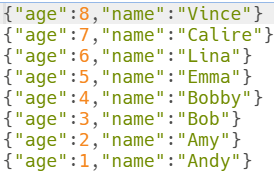 {"age":8,"name":"Vince"}
{"age":7,"name":"Calire"}
{"age":6,"name":"Lina"}
{"age":5,"name":"Emma"}
{"age":4,"name":"Bobby"}
{"age":3,"name":"Bob"}
{"age":2,"name":"Amy"}
{"age":1,"name":"Andy"}